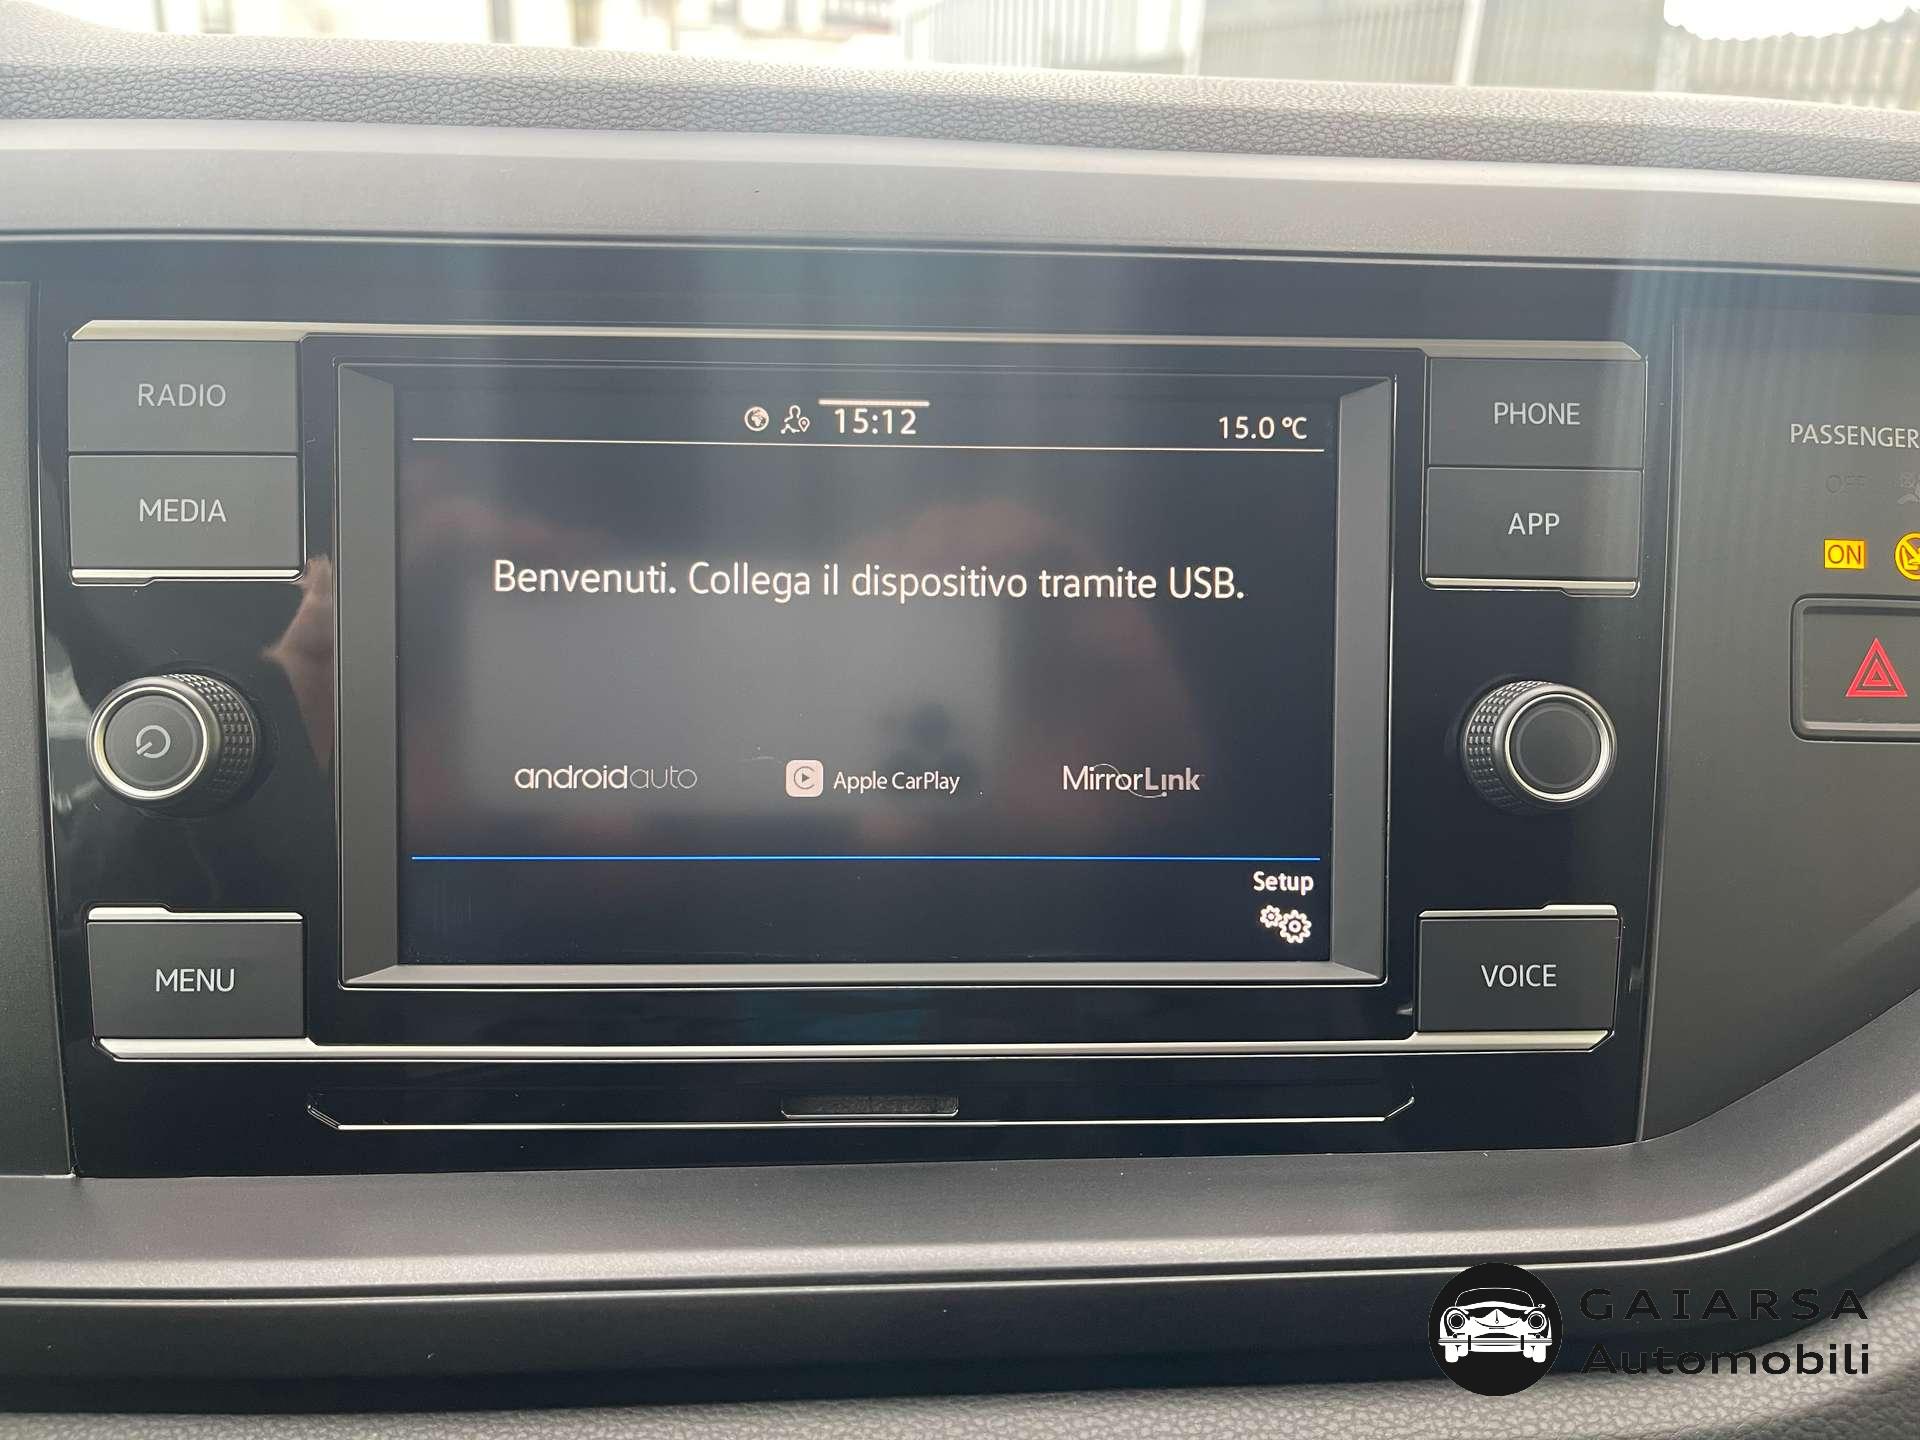 RADIO
MEDIA
MENU
15:12
15.0 °C
Benvenuti. Collega il dispositivo tramite USB.
androidauto
Apple CarPlay
MirrorLink
Setup
PHONE
APP
VOICE
PASSENGER
OFF
ON
GAIARSA
Automobili